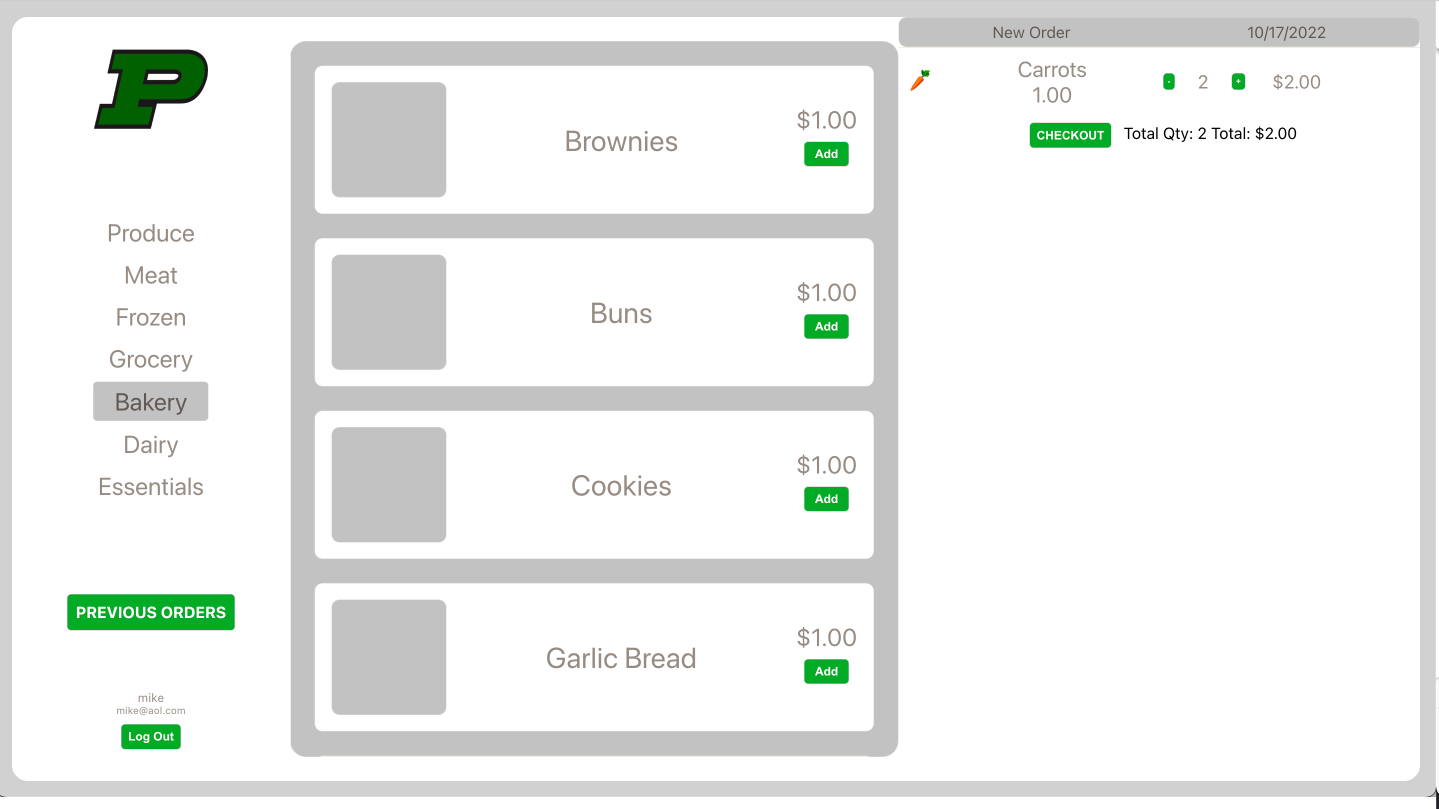 P
Produce
Meat
Frozen
Grocery
Bakery
Dairy
Essentials
PREVIOUS ORDERS
mike
mike@aol.com
Log Out
Brownies
$1.00
Add
Buns
$1.00
Add
Cookies
$1.00
Add
Garlic Bread
$1.00
Add
New Order 10/17/2022
Carrots
1.00
- 2 + $2.00
CHECKOUT Total Qty: 2 Total: $2.00